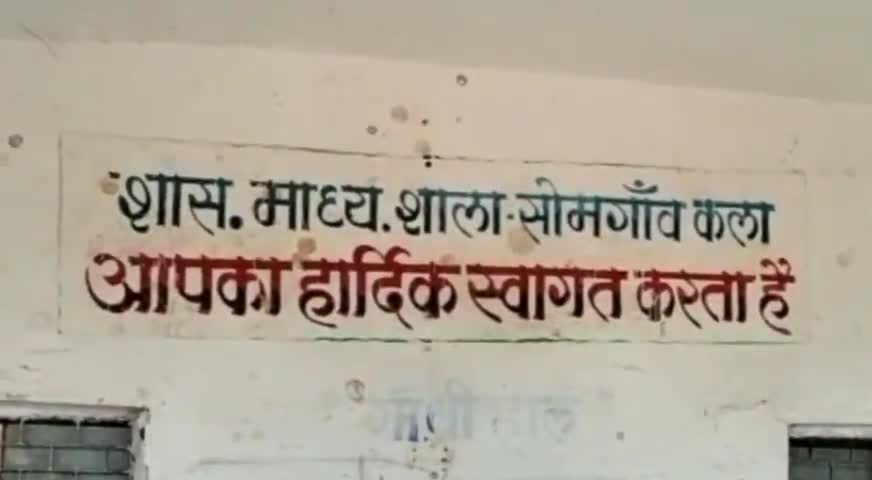 शास. माध्य. शाला-सोमगाँव कला
आपका हार्दिक स्वागत करता है